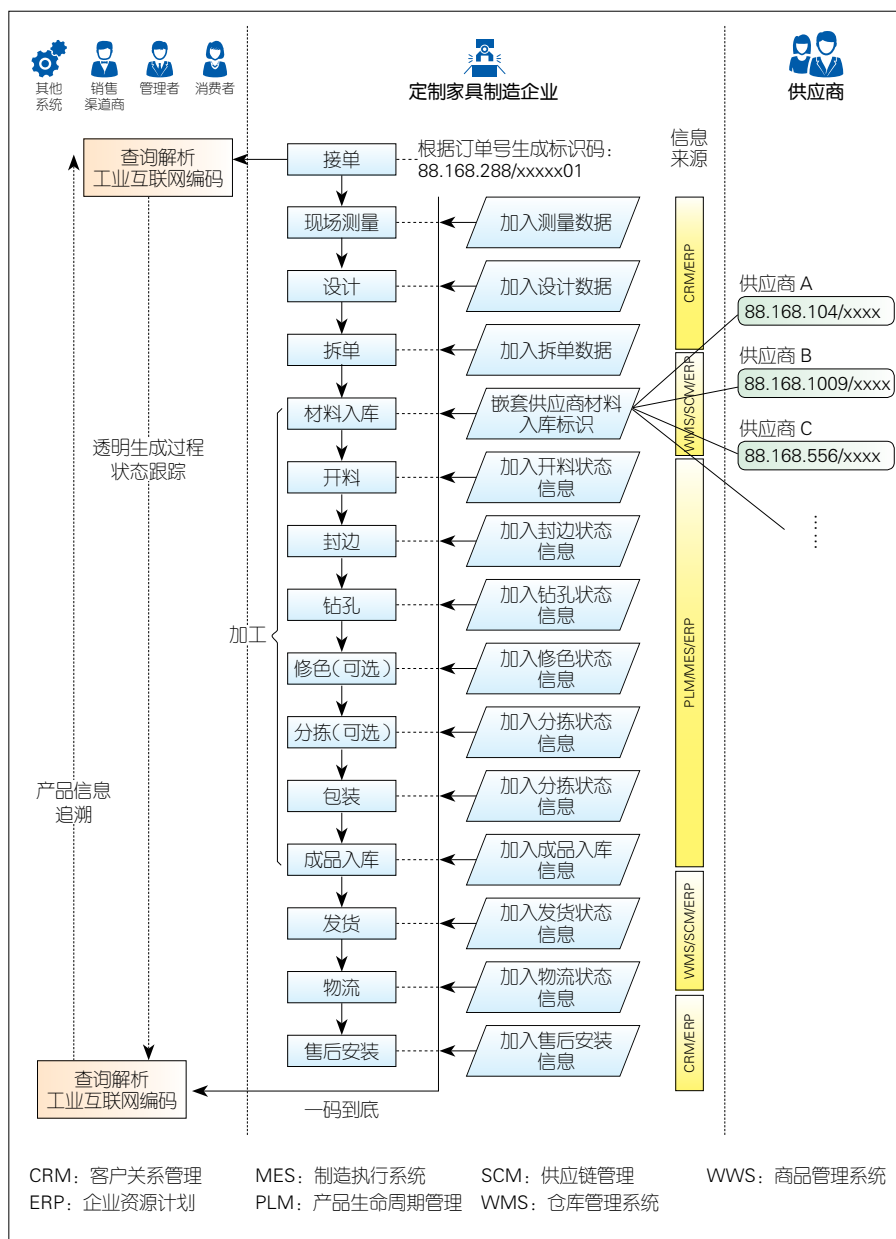 其他
系统
销售
渠道商
管理者
消费者
定制家具制造企业
供应商
查询解析
工业互联网编码
接单
根据订单号生成标识码：
88.168.288/xxxxx01
信息
来源
现场测量
加入测量数据
设计
加入设计数据
拆单
加入拆单数据
CRM/ERP
供应商 A
88.168.104/xxxx
供应商 B
88.168.1009/xxxx
供应商 C
88.168.556/xxxx
……
材料入库
嵌套供应商材料
入库标识
WMS/SCM/ERP
透明生成过程
状态跟踪
加工
开料
加入开料状态
信息
封边
加入封边状态
信息
钻孔
加入钻孔状态
信息
修色（可选）
加入修色状态
信息
分拣（可选）
加入分拣状态
信息
包装
加入分拣状态
信息
成品入库
加入成品入库
信息
PLM/MES/ERP
产品信息
追溯
发货
加入发货状态
信息
物流
加入物流状态
信息
WMS/SCM/ERP
售后安装
加入售后安装
信息
CRM/ERP
查询解析
工业互联网编码
一码到底
CRM：客户关系管理 MES：制造执行系统 SCM：供应链管理 WWS：商品管理系统
ERP：企业资源计划 PLM：产品生命周期管理 WMS：仓库管理系统